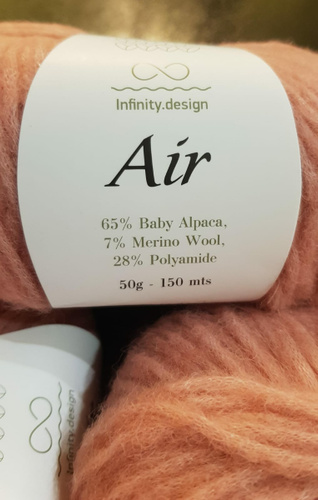 Infinity.design
Air
65% Baby Alpaca,
7% Merino Wool,
28% Polyamide
50g - 150 mts
Infinity.design